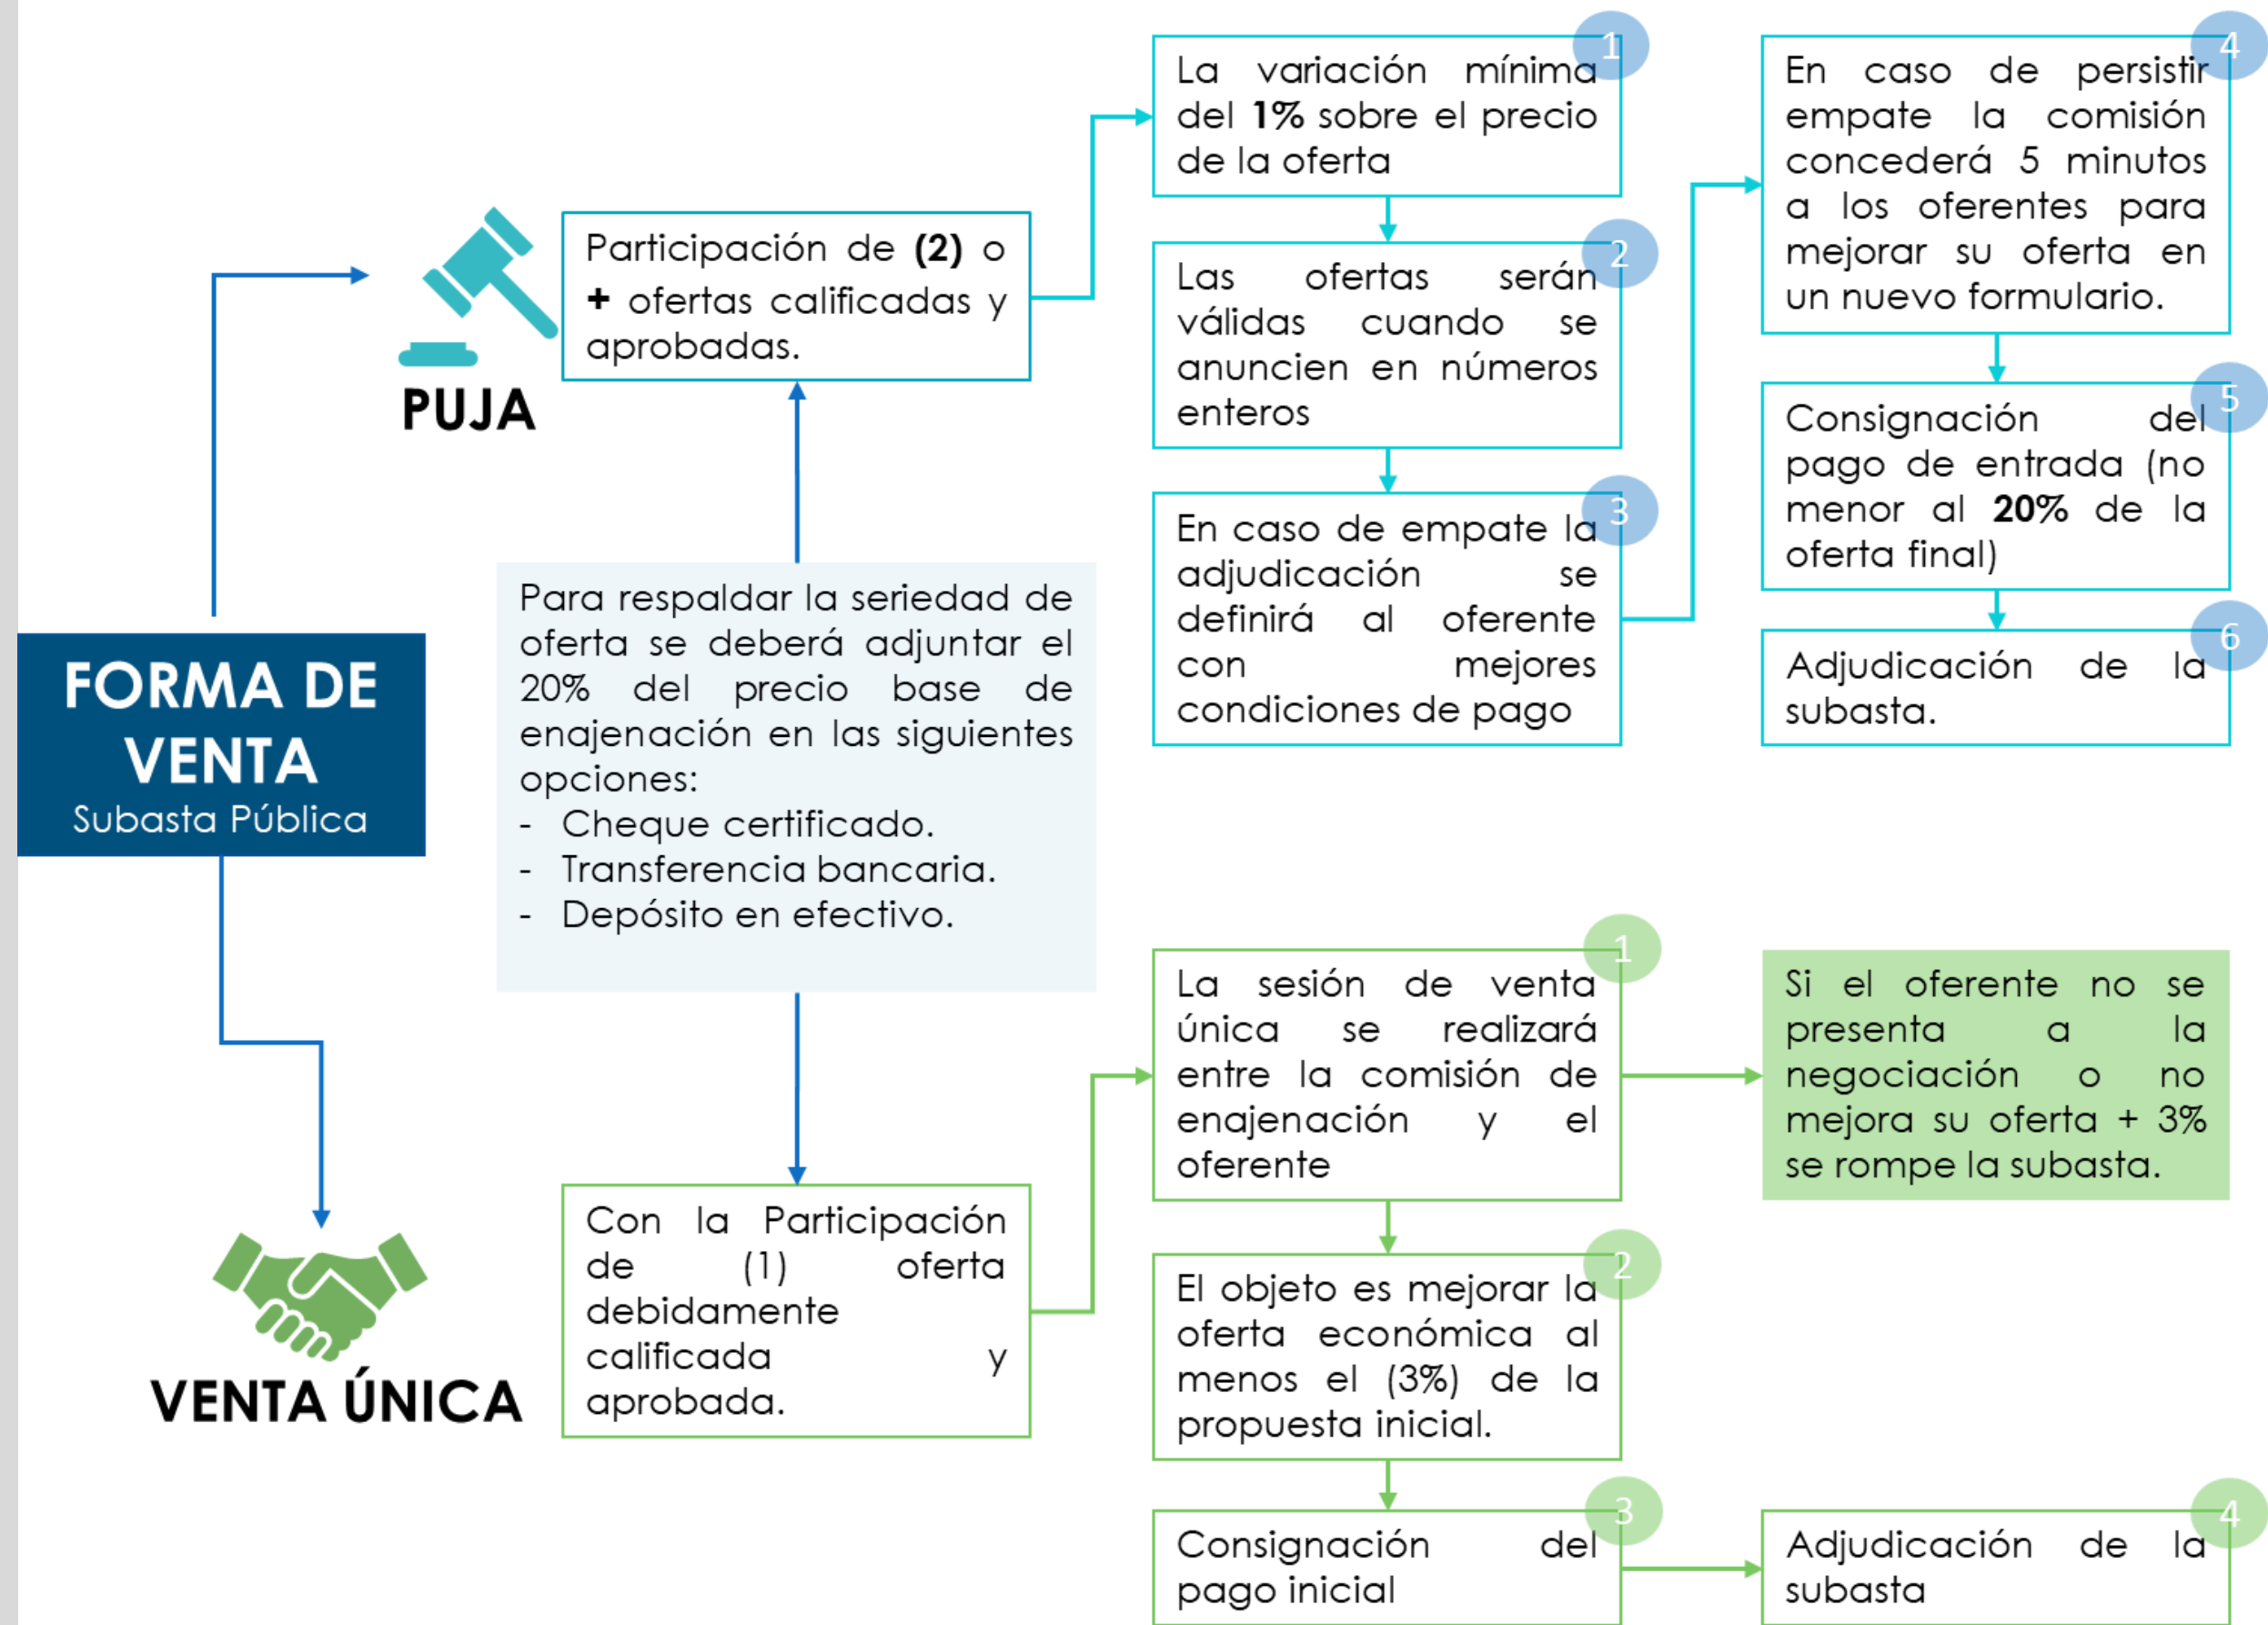 FORMA DE
VENTA
Subasta Pública
PUJA
Participación de (2) o
+ ofertas calificadas y
aprobadas.
Para respaldar la seriedad de
oferta se deberá adjuntar el
20% del precio base de
enajenación en las siguientes
opciones:
- Cheque certificado.
- Transferencia bancaria.
- Depósito en efectivo.
1
La variación mínima
del 1% sobre el precio
de la oferta
2
Las ofertas serán
válidas cuando se
anuncien en números
enteros
3
En caso de empate la
adjudicación se
definirá al oferente
con mejores
condiciones de pago
4
En caso de persistir
empate la comisión
concederá 5 minutos
a los oferentes para
mejorar su oferta en
un nuevo formulario.
5
Consignación del
pago de entrada (no
menor al 20% de la
oferta final)
6
Adjudicación de la
subasta.
VENTA ÚNICA
Con la Participación
de (1) oferta
debidamente
calificada y
aprobada.
1
La sesión de venta
única se realizará
entre la comisión de
enajenación y el
oferente
Si el oferente no se
presenta a la
negociación o no
mejora su oferta + 3%
se rompe la subasta.
2
El objeto es mejorar la
oferta económica al
menos el (3%) de la
propuesta inicial.
3
Consignación del
pago inicial
4
Adjudicación de la
subasta